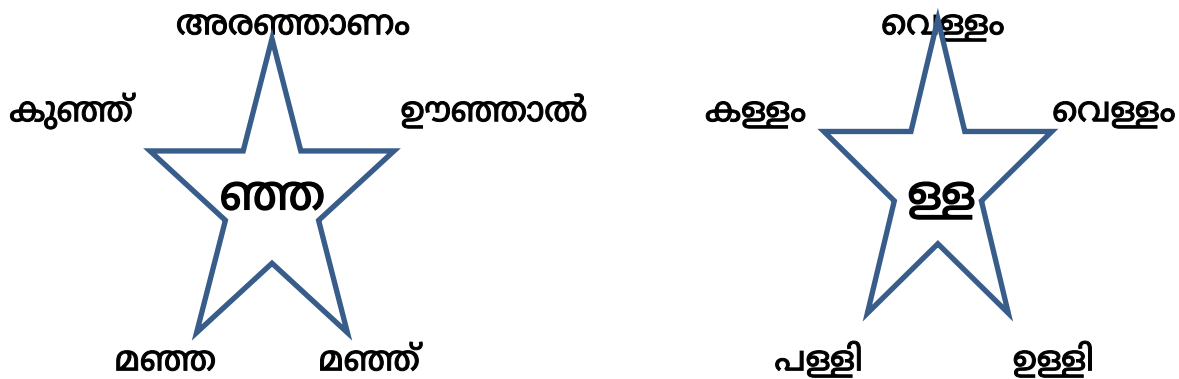 അരഞ്ഞാണം
കുഞ്ഞ്
ഊഞ്ഞാൽ
ഞ്ഞ
മഞ്ഞ
മഞ്ഞ്
വെള്ളം
കള്ളം
വെള്ളം
ള്ള
പള്ളി
ഉള്ളി